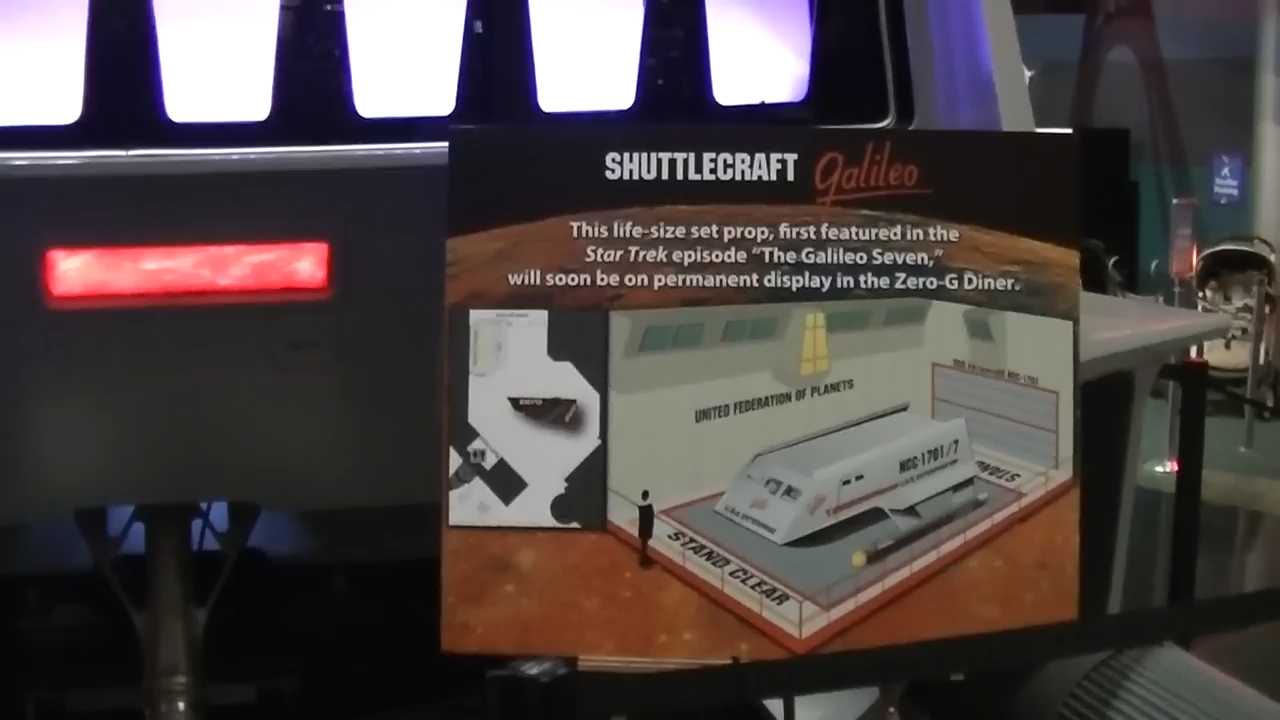 SHUTTLECRAFT Galileo
This life-size set prop, first featured in the
Star Trek episode “The Galileo Seven,”
will soon be on permanent display in the Zero-G Diner.
UNITED FEDERATION OF PLANETS
NCC-1701/7
STAND
STAND CLEAR